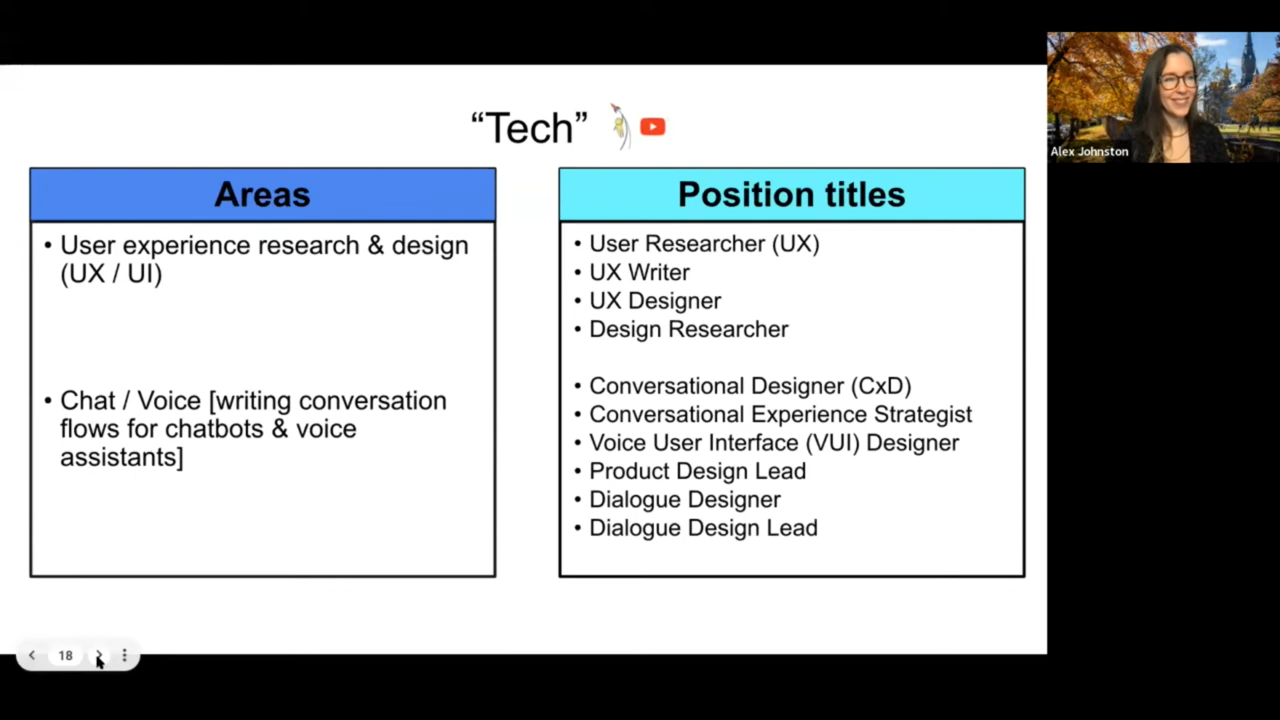 “Tech”
Areas
• User experience research & design
(UX / UI)
• Chat / Voice [writing conversation
flows for chatbots & voice
assistants]
Position titles
• User Researcher (UX)
• UX Writer
• UX Designer
• Design Researcher
• Conversational Designer (CxD)
• Conversational Experience Strategist
• Voice User Interface (VUI) Designer
• Product Design Lead
• Dialogue Designer
• Dialogue Design Lead
Alex Johnston
18